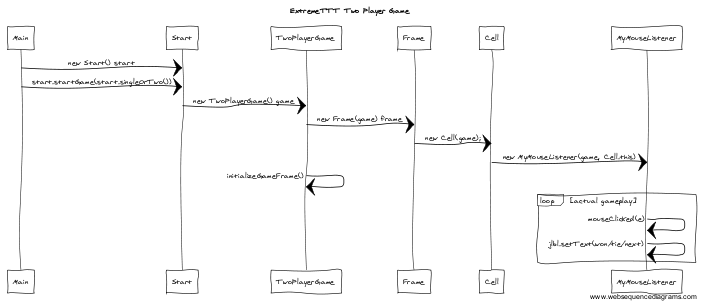 ExtremeTTT Two Player Game
Main
Start
TwoPlayerGame
Frame
Cell
MyMouseListener
new Start() start
start.startGame(start.singleOrTwo())
new TwoPlayerGame() game
new Frame(game) frame
new Cell(game);
new MyMouseListener(game, Cell.this)
initializeGameFrame()
loop [actual gameplay]
mouseClicked(e)
jlbl.setText(won/tie/next)
Main
Start
TwoPlayerGame
Frame
Cell
MyMouseListener
www.websequencediagrams.com